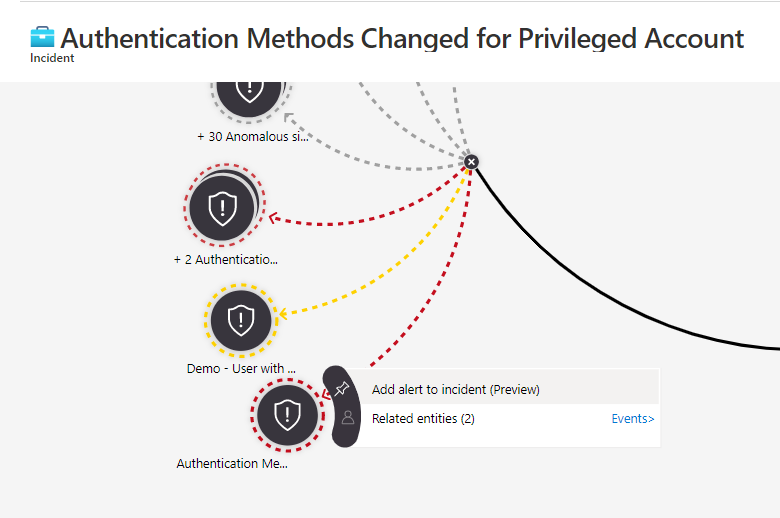 Authentication Methods Changed for Privileged Account
Incident
+ 30 Anomalous si...
+ 2 Authenticatio...
Demo - User with ...
Add alert to incident (Preview)
Related entities (2) Events>
Authentication Me...